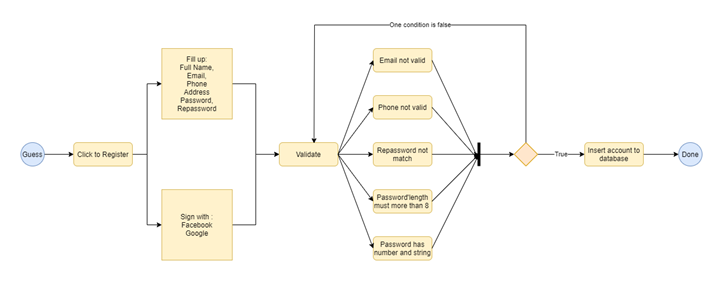 One condition is false
Fill up:
Full Name,
Email,
Phone
Address
Password,
Repassword
Email not valid
Phone not valid
Guess
Click to Register
Validate
Repassword not
match
True
Insert account to
database
Done
Password'length
must more than 8
Sign with :
Facebook
Google
Password has
number and string